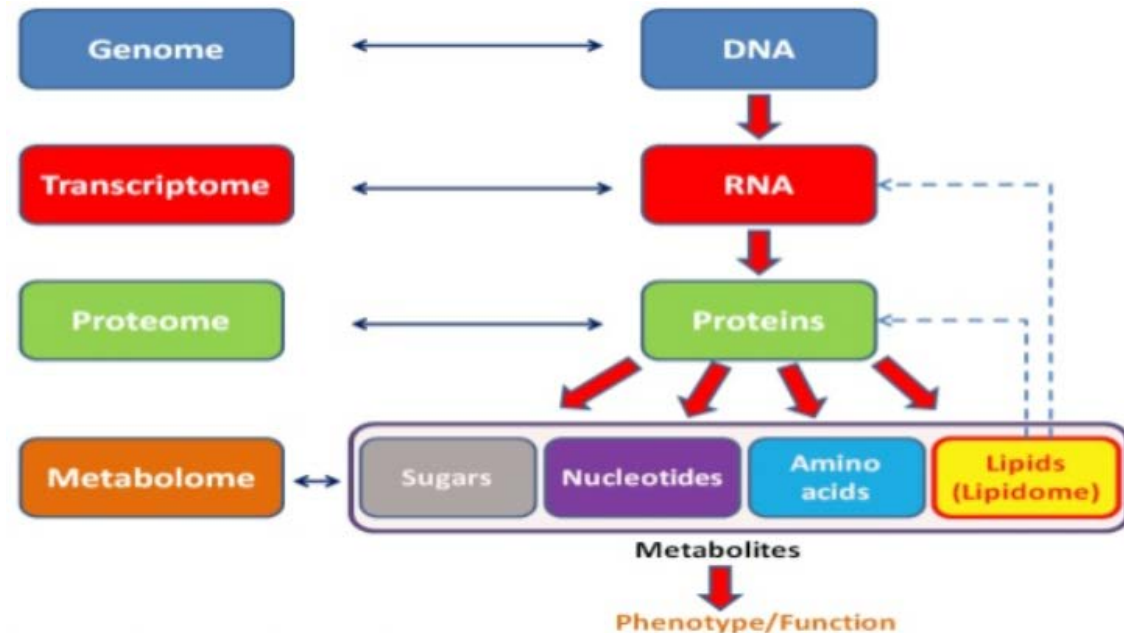 Genome
DNA
Transcriptome
RNA
Proteome
Proteins
Metabolome
Sugars
Nucleotides
Amino
acids
Lipids
(Lipidome)
Metabolites
Phenotype/Function